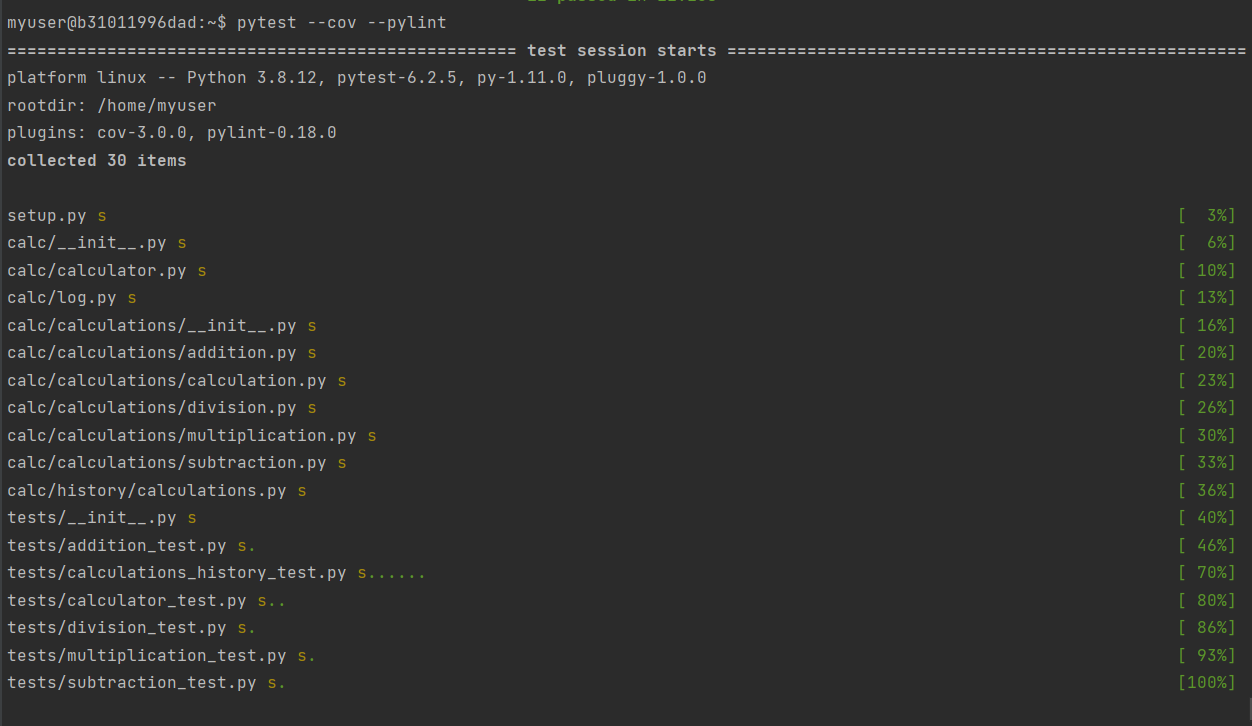 myuser@b31011996dad:~$ pytest --cov --pylint
=================================================== test session starts ====================================================
platform linux -- Python 3.8.12, pytest-6.2.5, py-1.11.0, pluggy-1.0.0
rootdir: /home/myuser
plugins: cov-3.0.0, pylint-0.18.0
collected 30 items
setup.py s [  3%]
calc/__init__.py s [  6%]
calc/calculator.py s [ 10%]
calc/log.py s [ 13%]
calc/calculations/__init__.py s [ 16%]
calc/calculations/addition.py s [ 20%]
calc/calculations/calculation.py s [ 23%]
calc/calculations/division.py s [ 26%]
calc/calculations/multiplication.py s [ 30%]
calc/calculations/subtraction.py s [ 33%]
calc/history/calculations.py s [ 36%]
tests/__init__.py s [ 40%]
tests/addition_test.py s. [ 46%]
tests/calculations_history_test.py s...... [ 70%]
tests/calculator_test.py s.. [ 80%]
tests/division_test.py s. [ 86%]
tests/multiplication_test.py s. [ 93%]
tests/subtraction_test.py s. [100%]